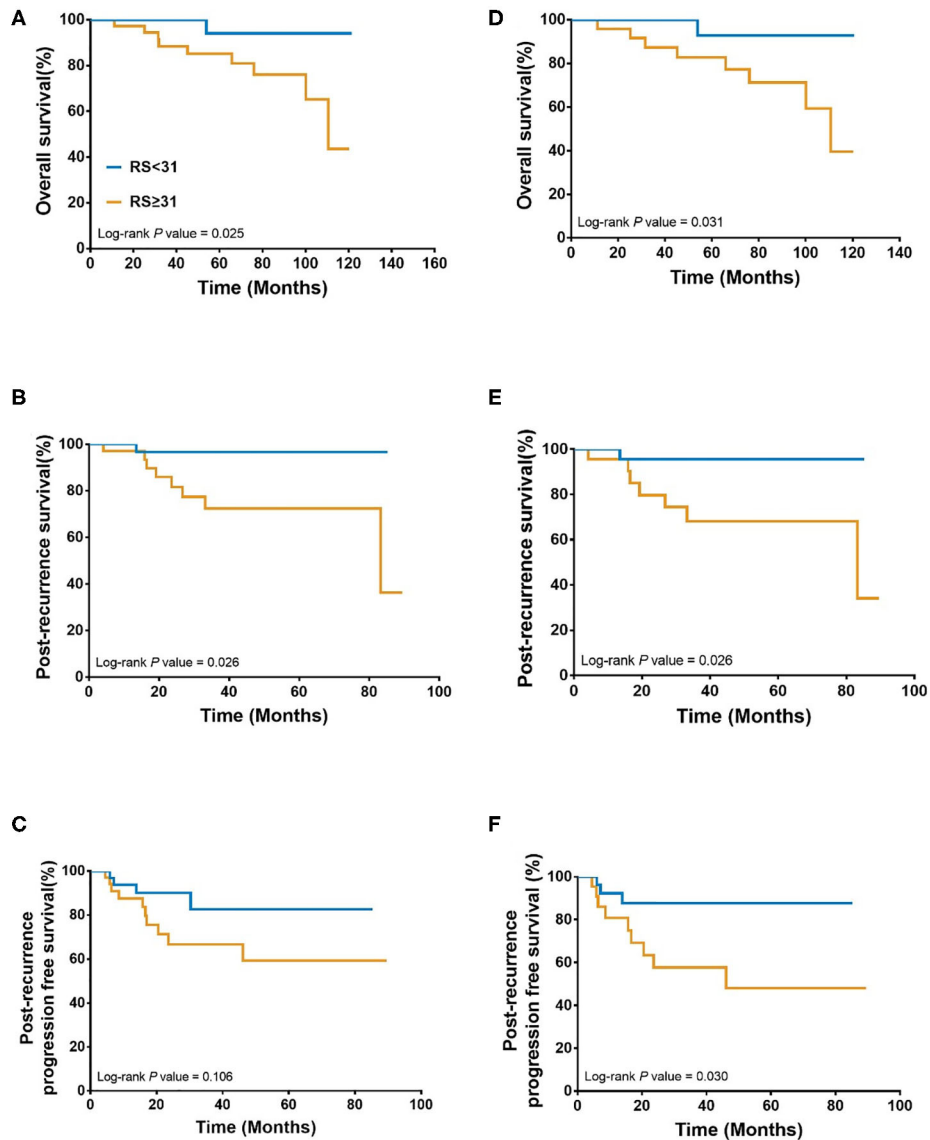 A
Overall survival(%)
100
80
60
40
20
0
RS<31
RS≥31
Log-rank P value = 0.025
0 20 40 60 80 100 120 140 160
Time (Months)
D
Overall survival(%)
100
80
60
40
20
0
Log-rank P value = 0.031
0 20 40 60 80 100 120 140
Time (Months)
B
Post-recurrence survival(%)
100
80
60
40
20
0
Log-rank P value = 0.026
0 20 40 60 80 100
Time (Months)
E
Post-recurrence survival(%)
100
80
60
40
20
0
Log-rank P value = 0.026
0 20 40 60 80 100
Time (Months)
C
Post-recurrence
progression free survival(%)
100
80
60
40
20
0
Log-rank P value = 0.106
0 20 40 60 80 100
Time (Months)
F
Post-recurrence
progression free survival (%)
100
80
60
40
20
0
Log-rank P value = 0.030
0 20 40 60 80 100
Time (Months)